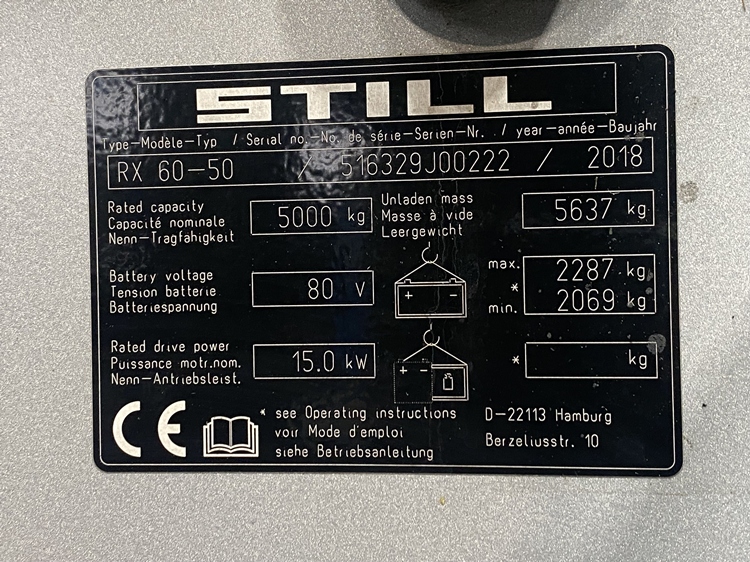 STILL
Type-Modèle-Typ / Serial no.-No. de série-Serien-Nr. / year-année-Baujahr
RX 60-50 / 516329J00222 / 2018
Rated capacity
Capacité nominale
Nenn-Tragfähigkeit
5000 kg
Unladen mass
Masse à vide
Leergewicht
5637 kg
Battery voltage
Tension batterie
Batteriespannung
80 V
+ -
max. 2287 kg
*
min. 2069 kg
Rated drive power
Puissance motr.nom.
Nenn-Antriebsleist.
15.0 kW
+ -
* kg
CE
* see Operating instructions
voir Mode d'emploi
siehe Betriebsanleitung
D-22113 Hamburg
Berzeliusstr. 10